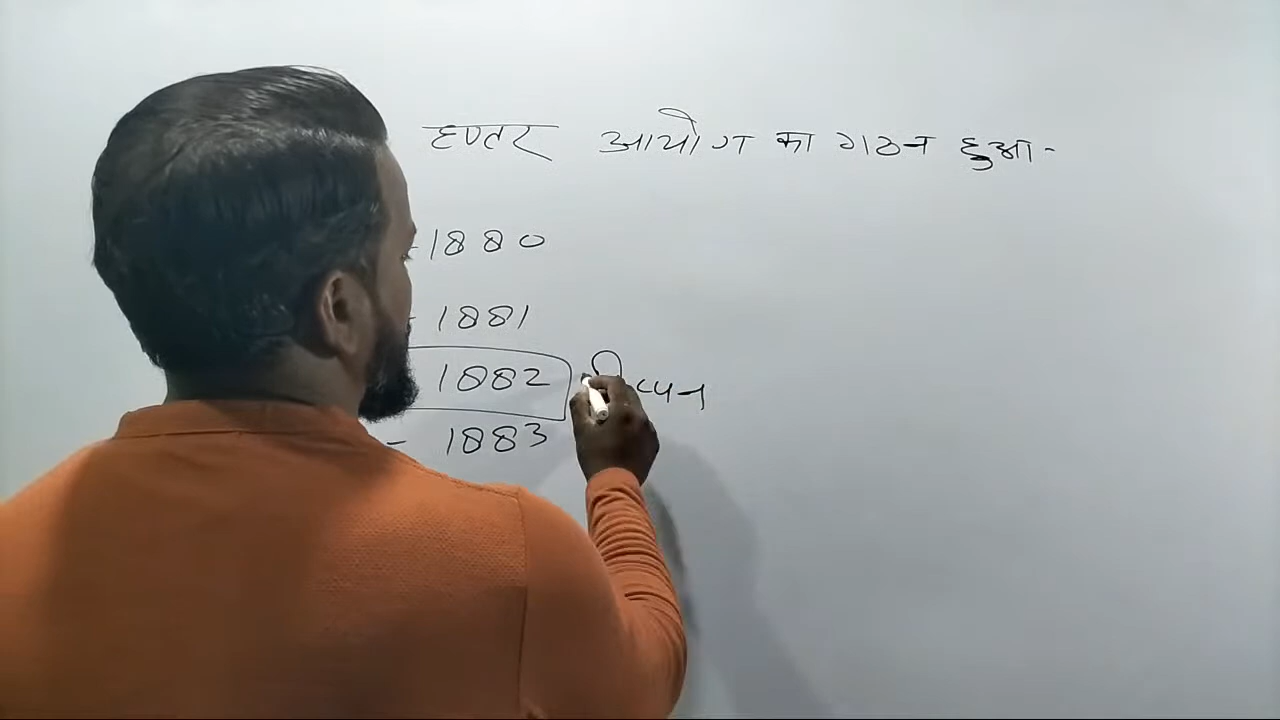 हण्टर आयोग का गठन हुआ-
- 1880
- 1881
1882
- 1883